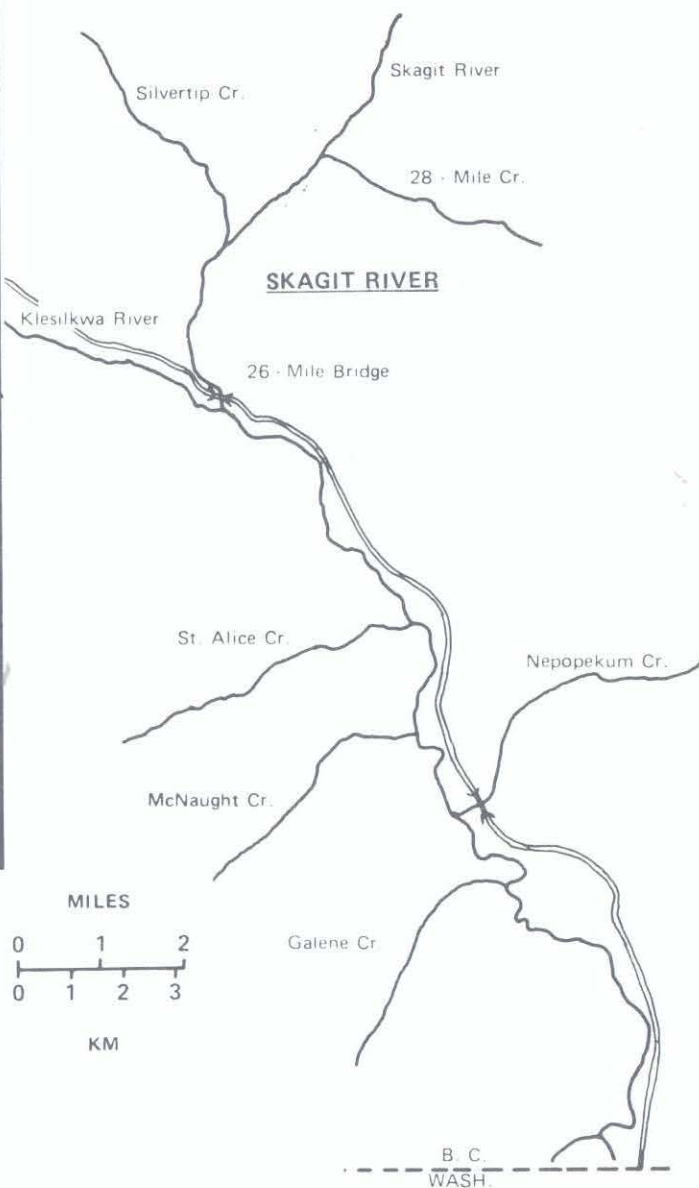 Silvertip Cr.
Skagit River
28 - Mile Cr.
SKAGIT RIVER
Klesilkwa River
26 - Mile Bridge
St. Alice Cr.
Nepopekum Cr.
McNaught Cr.
MILES
0 1 2
0 1 2 3
KM
Galene Cr
B. C.
WASH.